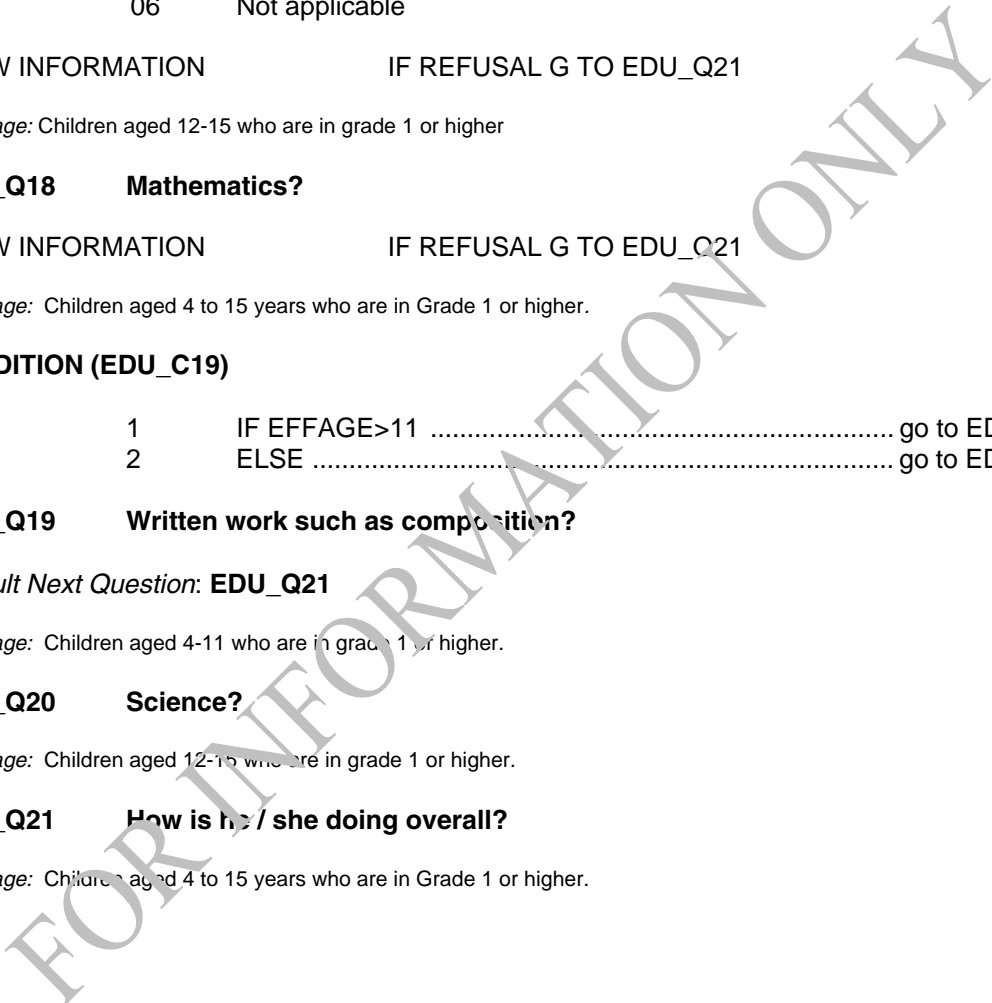 06 Not applicable
W INFORMATION IF REFUSAL G TO EDU_Q21
age: Children aged 12-15 who are in grade 1 or higher
_Q18 Mathematics?
W INFORMATION IF REFUSAL G TO EDU_Q21
age: Children aged 4 to 15 years who are in Grade 1 or higher.
DITION (EDU_C19)
1 IF EFFAGE>11 ............................................................... go to ED
2 ELSE ............................................................................... go to ED
_Q19 Written work such as composition?
ult Next Question: EDU_Q21
age: Children aged 4-11 who are in grade 1 or higher.
_Q20 Science?
age: Children aged 12-15 who are in grade 1 or higher.
_Q21 How is he / she doing overall?
age: Children aged 4 to 15 years who are in Grade 1 or higher.
FOR INFORMATION ONLY